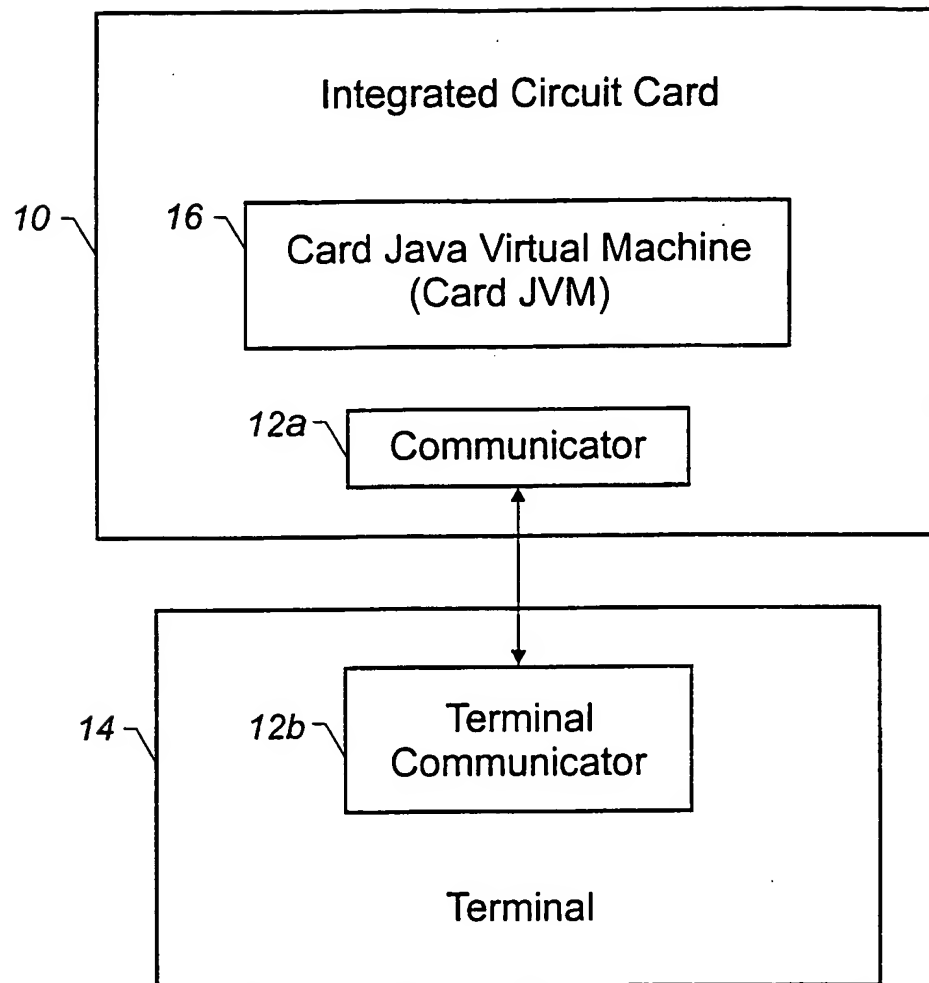 Integrated Circuit Card
10
16
Card Java Virtual Machine
(Card JVM)
12a
Communicator
14
12b
Terminal
Communicator
Terminal